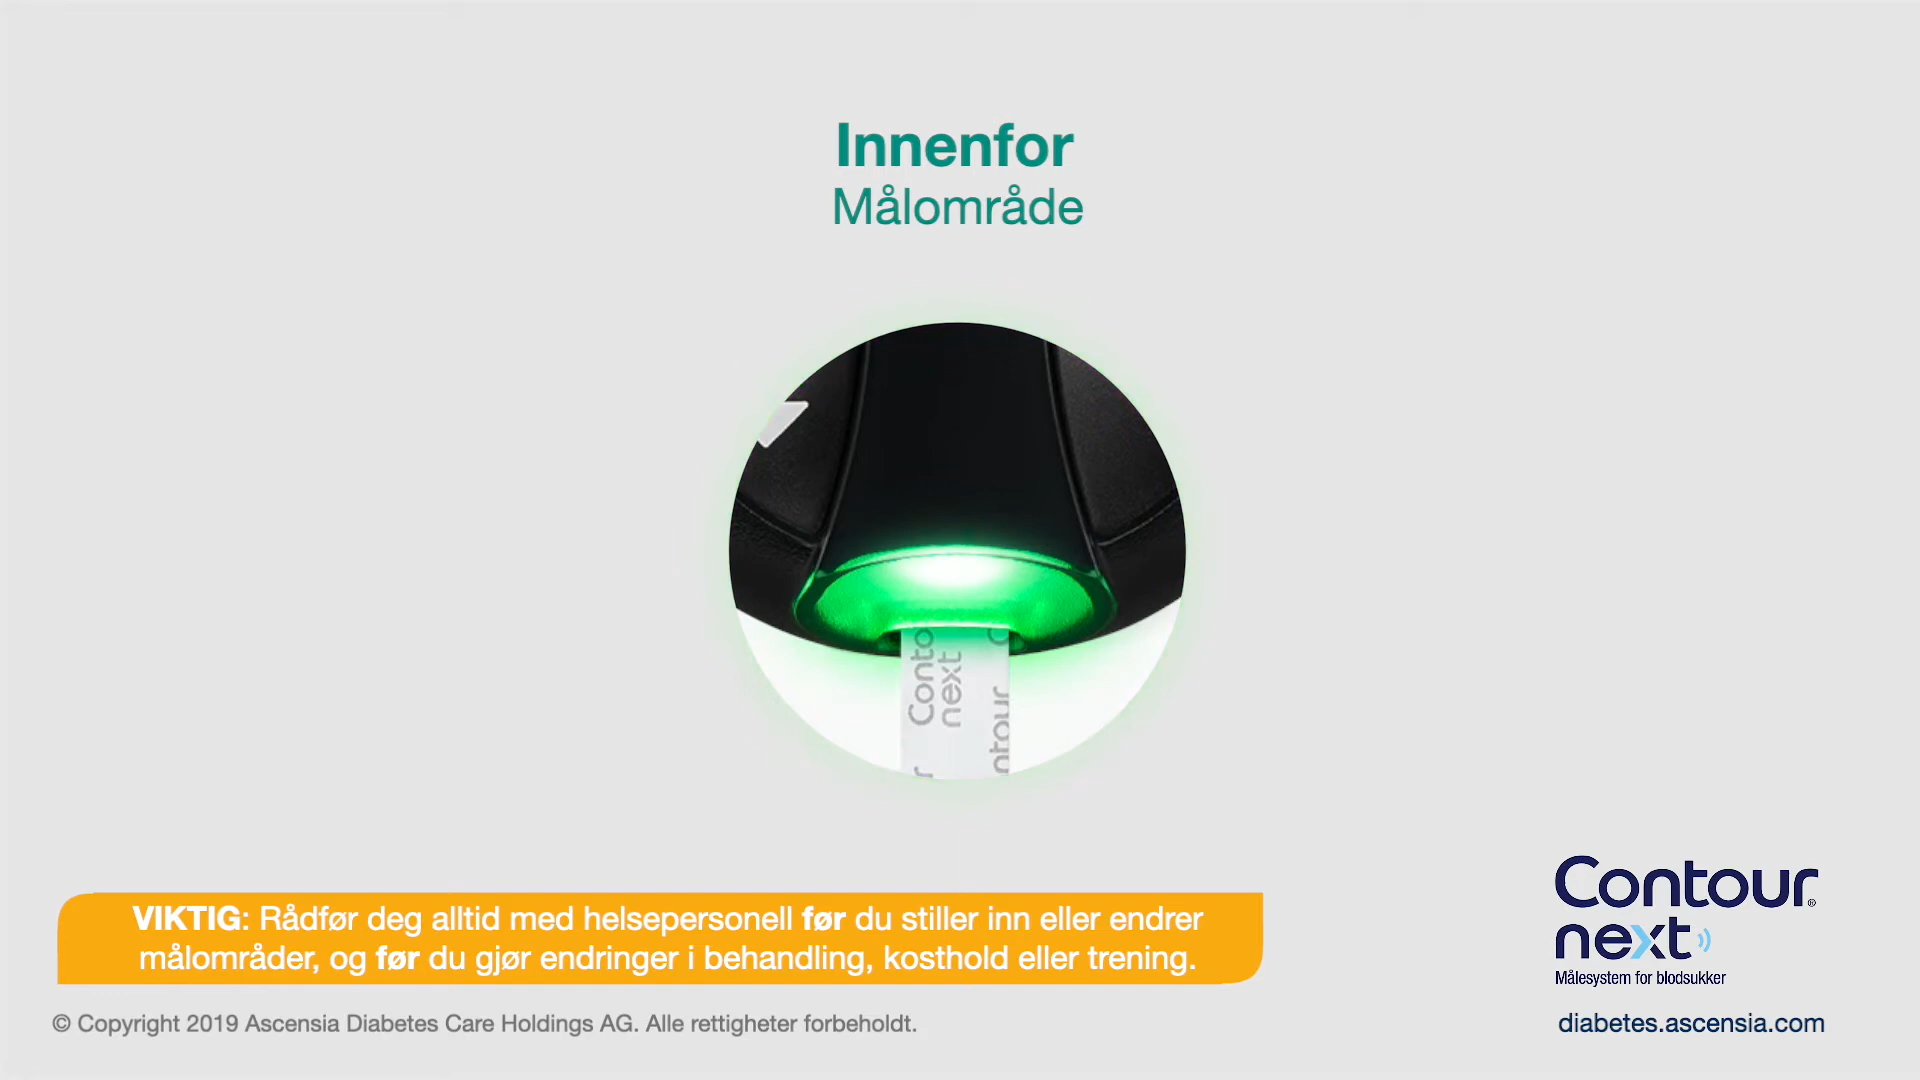 Innenfor
Målområde
Conto
next
C
ntour
r
VIKTIG: Rådfør deg alltid med helsepersonell før du stiller inn eller endrer
målområder, og før du gjør endringer i behandling, kosthold eller trening.
© Copyright 2019 Ascensia Diabetes Care Holdings AG. Alle rettigheter forbeholdt.
Contour®
next
Målesystem for blodsukker
diabetes.ascensia.com